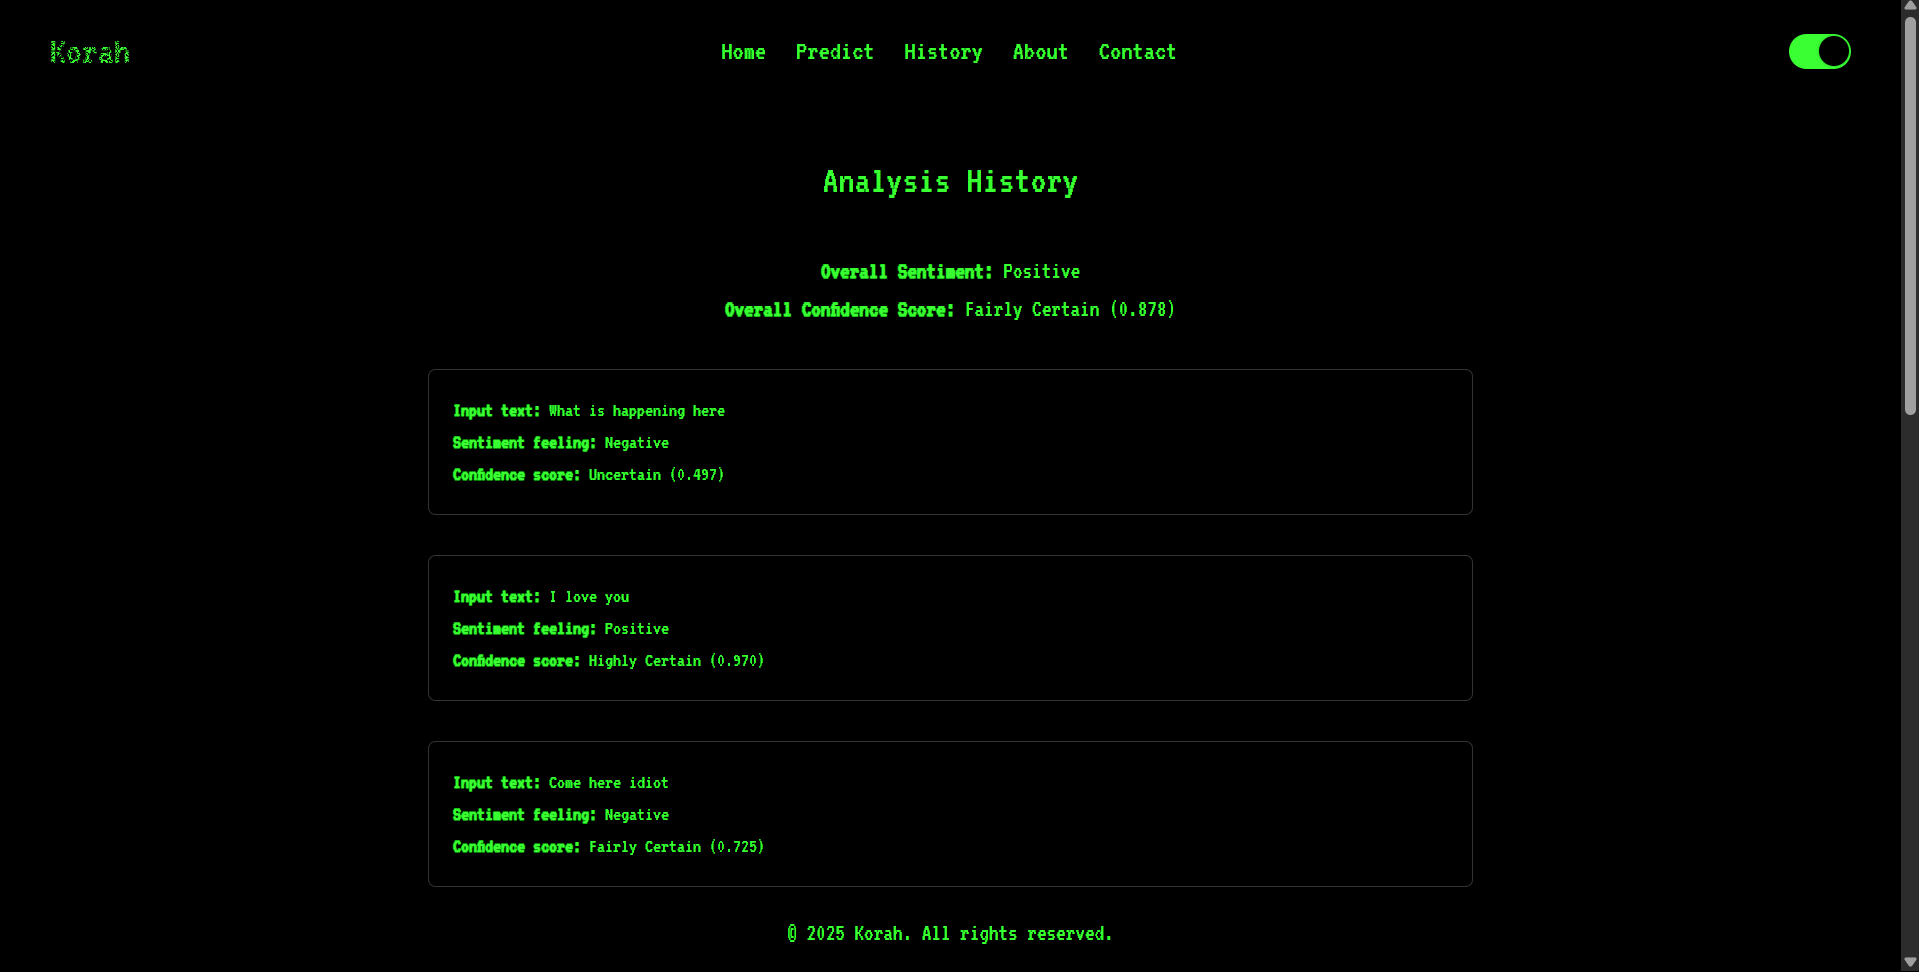 Korah
Home Predict History About Contact
Analysis History
Overall Sentiment: Positive
Overall Confidence Score: Fairly Certain (0.878)
Input text: What is happening here
Sentiment feeling: Negative
Confidence score: Uncertain (0.497)
Input text: I love you
Sentiment feeling: Positive
Confidence score: Highly Certain (0.970)
Input text: Come here idiot
Sentiment feeling: Negative
Confidence score: Fairly Certain (0.725)
@ 2025 Korah. All rights reserved.